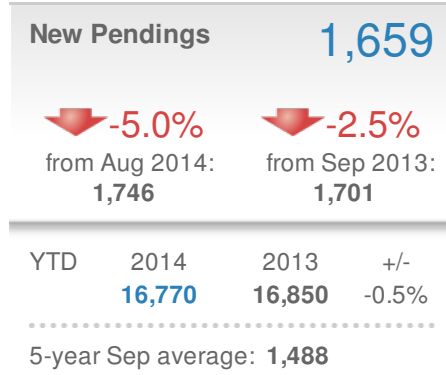 New Pendings 1,659
-5.0% -2.5%
from Aug 2014: from Sep 2013:
1,746 1,701
YTD 2014 2013 +/-
16,770 16,850 -0.5%
5-year Sep average: 1,488